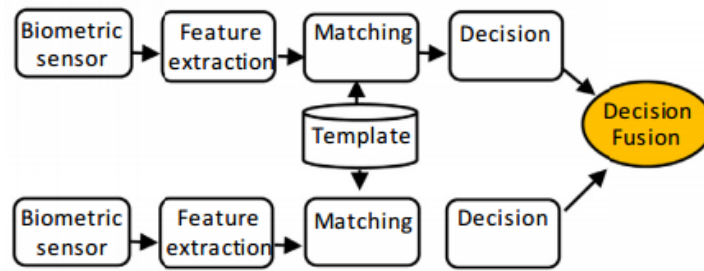 Biometric
sensor
Feature
extraction
Matching
Decision
Template
Decision
Fusion
Biometric
sensor
Feature
extraction
Matching
Decision